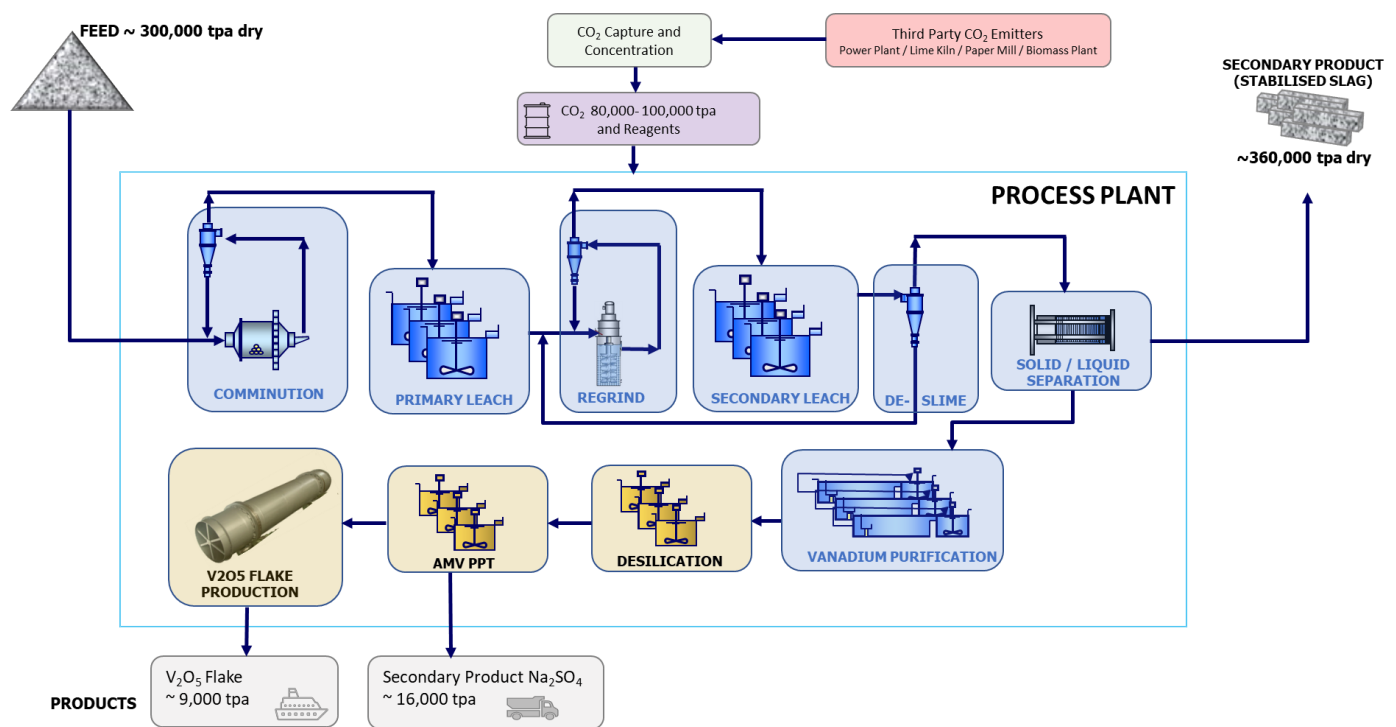 FEED ~ 300,000 tpa dry
CO₂ Capture and
Concentration
Third Party CO₂ Emitters
Power Plant / Lime Kiln / Paper Mill / Biomass Plant
SECONDARY PRODUCT
(STABILISED SLAG)
~360,000 tpa dry
CO₂ 80,000-100,000 tpa
and Reagents
PROCESS PLANT
COMMINUTION
PRIMARY LEACH
REGRIND
SECONDARY LEACH
DE- SLIME
SOLID / LIQUID
SEPARATION
V2O5 FLAKE
PRODUCTION
AMV PPT
DESILICATION
VANADIUM PURIFICATION
PRODUCTS
V₂O₅ Flake
~ 9,000 tpa
Secondary Product Na₂SO₄
~ 16,000 tpa